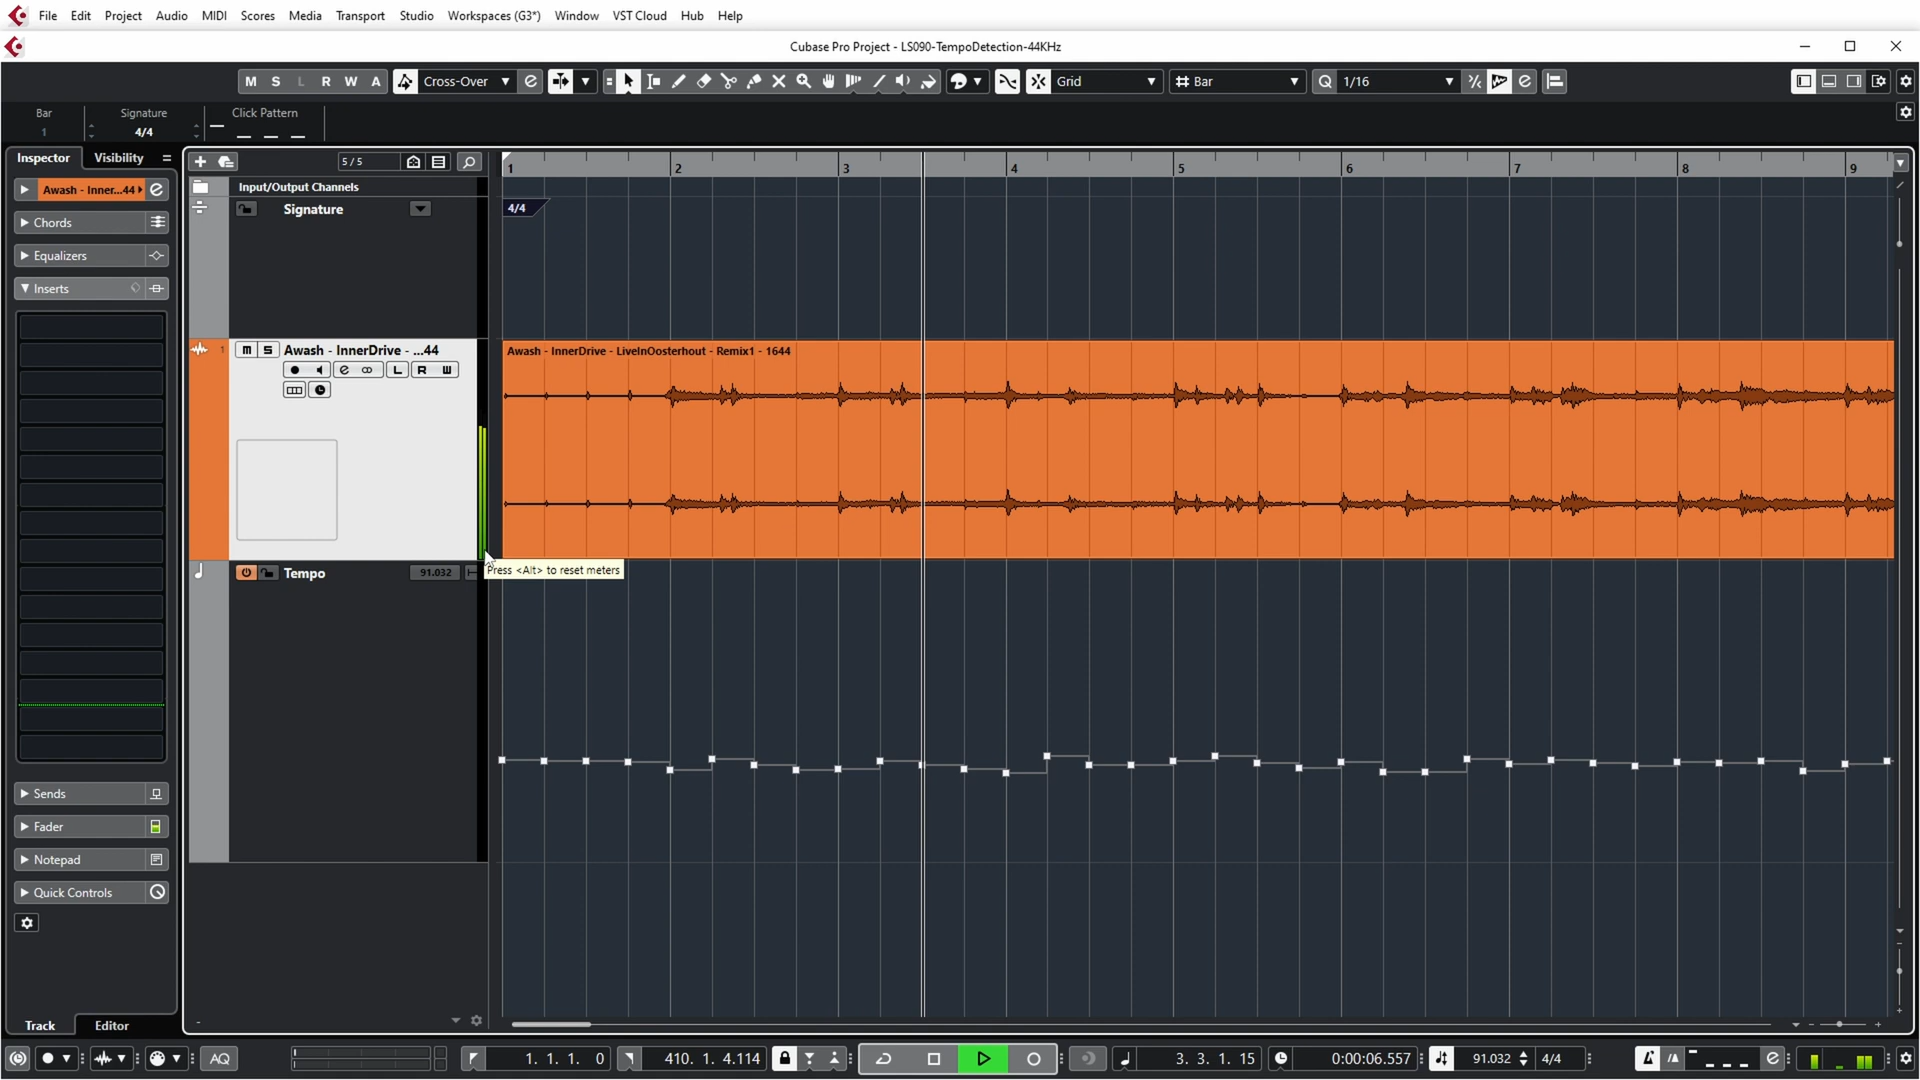 File Edit Project Audio MIDI Scores Media Transport Studio Workspaces (G3*) Window VST Cloud Hub Help
Cubase Pro Project - LS090-TempoDetection-44KHz
M S L R W A Cross-Over Grid Bar Q 1/16
Bar Signature Click Pattern
1 4/4
Inspector Visibility 5/5 1 2 3 4 5 6 7 8 9
Input/Output Channels
Awash - Inner...44
Signature 4/4
Chords
Equalizers
Inserts
1 m S Awash - InnerDrive - ...44 Awash - InnerDrive - LiveInOosterhout - Remix1 - 1644
L R W
Tempo 91.032 Press <Alt> to reset meters
Sends
Fader
Notepad
Quick Controls
Track Editor
AQ 1. 1. 1. 0 410. 1. 4.114 3. 3. 1. 15 0:00:06.557 91.032 4/4